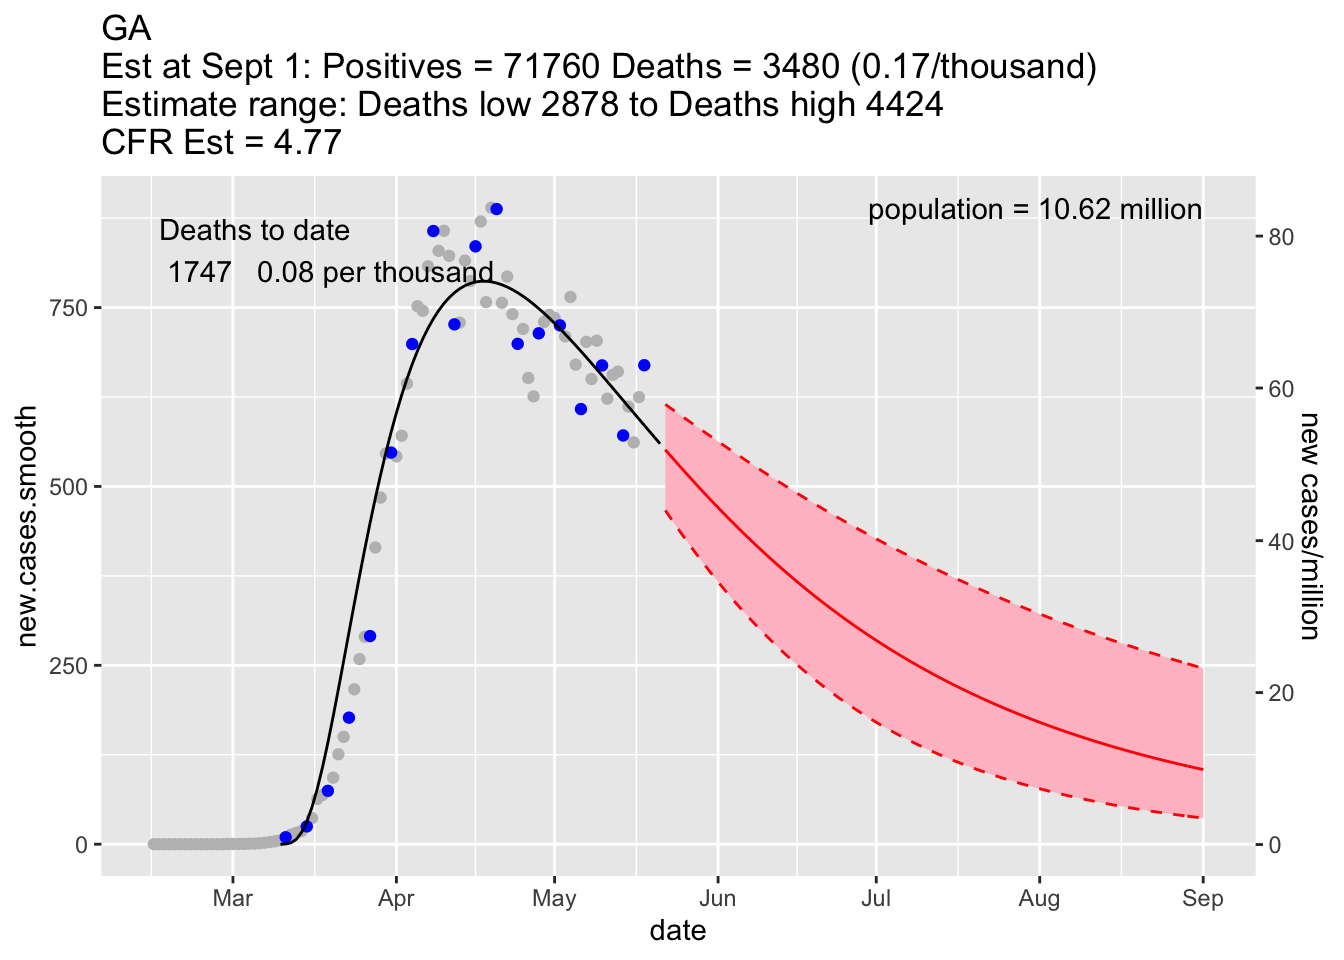 GA
Est at Sept 1: Positives = 71760 Deaths = 3480 (0.17/thousand)
Estimate range: Deaths low 2878 to Deaths high 4424
CFR Est = 4.77
population = 10.62 million
Deaths to date
1747 0.08 per thousand
750
500
250
0
new.cases.smooth
80
60
40
20
0
new cases/million
Mar Apr May Jun Jul Aug Sep
date